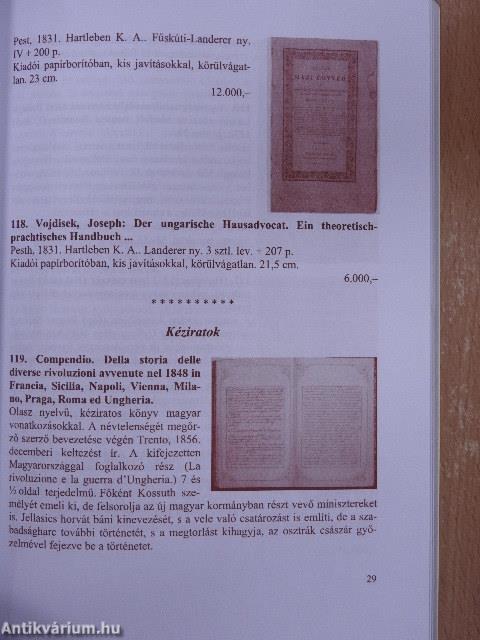 Pest, 1831. Hartleben K. A.. Füskúti-Landerer ny.
IV + 200 p.
Kiadói papírborítóban, kis javításokkal, körülvágat-
lan. 23 cm.
12.000,–
118. Vojdisek, Joseph: Der ungarische Hausadvocat. Ein theoretisch-
prachtisches Handbuch ...
Pesth, 1831. Hartleben K. A.. Landerer ny. 3 sztl. lev. + 207 p.
Kiadói papírborítóban, kis javításokkal, körülvágatlan. 21,5 cm.
6.000,–
* * * * * * * * * *
Kéziratok
119. Compendio. Della storia delle
diverse rivoluzioni avvenute nel 1848 in
Francia, Sicilia, Napoli, Vienna, Mila-
no, Praga, Roma ed Ungheria.
Olasz nyelvű, kéziratos könyv magyar
vonatkozásokkal. A névtelenségét megőr-
ző szerző bevezetése végén Trento, 1856.
decemberi keltezést ír. A kifejezetten
Magyarországgal foglalkozó rész (La
rivoluzione e la guerra d'Ungheria.) 7 és
½ oldal terjedelmű. Főként Kossuth sze-
mélyét emeli ki, de felsorolja az új magyar kormányban részt vevő minisztereket
is. Jellasics horvát báni kinevezését, s a vele való csatározást is említi, de a sza-
badságharc további történetét, s a megtorlást kihagyja, az osztrák császár győ-
zelmével fejezve be a történetet.
29
Antikvárium.hu